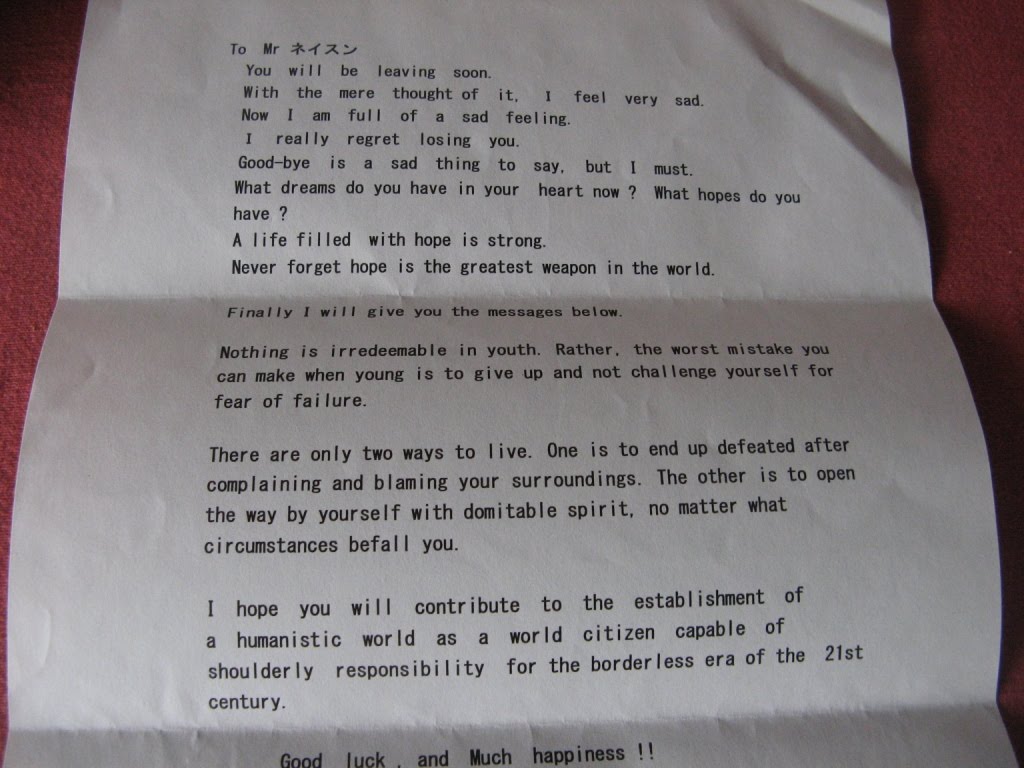 To Mr ネイスン
You will be leaving soon.
With the mere thought of it, I feel very sad.
Now I am full of a sad feeling.
I really regret losing you.
Good-bye is a sad thing to say, but I must.
What dreams do you have in your heart now ? What hopes do you
have ?
A life filled with hope is strong.
Never forget hope is the greatest weapon in the world.
Finally I will give you the messages below.
Nothing is irredeemable in youth. Rather, the worst mistake you
can make when young is to give up and not challenge yourself for
fear of failure.
There are only two ways to live. One is to end up defeated after
complaining and blaming your surroundings. The other is to open
the way by yourself with domitable spirit, no matter what
circumstances befall you.
I hope you will contribute to the establishment of
a humanistic world as a world citizen capable of
shoulderly responsibility for the borderless era of the 21st
century.
Good luck , and Much happiness !!